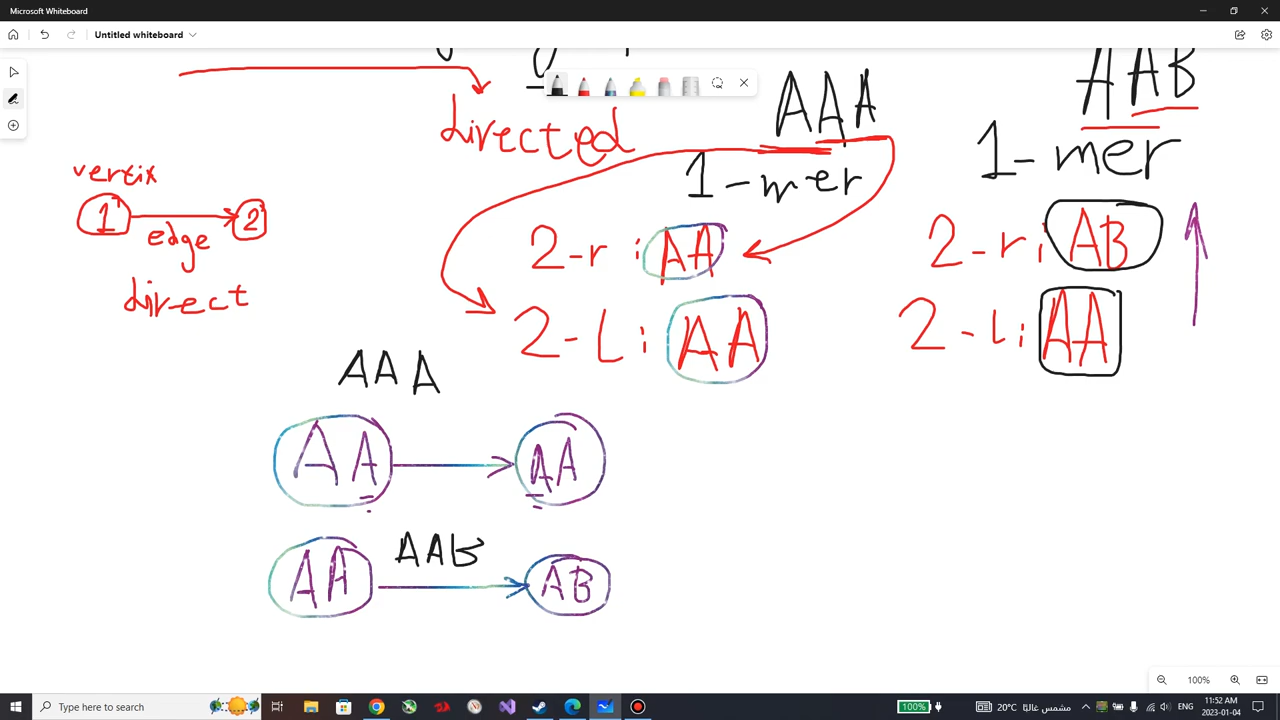 Microsoft Whiteboard
Untitled whiteboard
AAB
AAA
directed
1-mer
1-mer
vertix
1 2
edge
direct
2-r i AA
2-L i AA
2-r i AB
2-L i AA
AAA
AA AA
AAB
AA AB
100%
Type here to search
100%
20°C
مشمس غالبًا
11:52 AM
2023-01-04